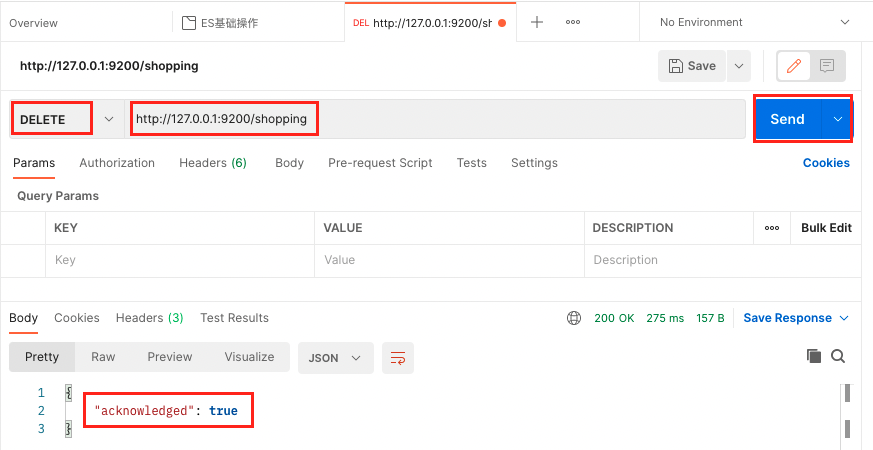 Overview ES基础操作 DEL http://127.0.0.1:9200/sh No Environment
http://127.0.0.1:9200/shopping Save
DELETE http://127.0.0.1:9200/shopping Send
Params Authorization Headers (6) Body Pre-request Script Tests Settings Cookies
Query Params
KEY VALUE DESCRIPTION Bulk Edit
Key Value Description
Body Cookies Headers (3) Test Results 200 OK 275 ms 157 B Save Response
Pretty Raw Preview Visualize JSON
1 {
2 "acknowledged": true
3 }